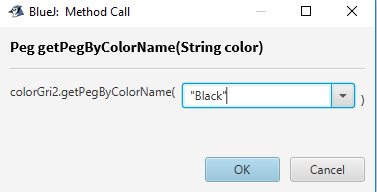 BlueJ: Method Call
Peg getPegByColorName(String color)
colorGri2.getPegByColorName( "Black" )
OK Cancel